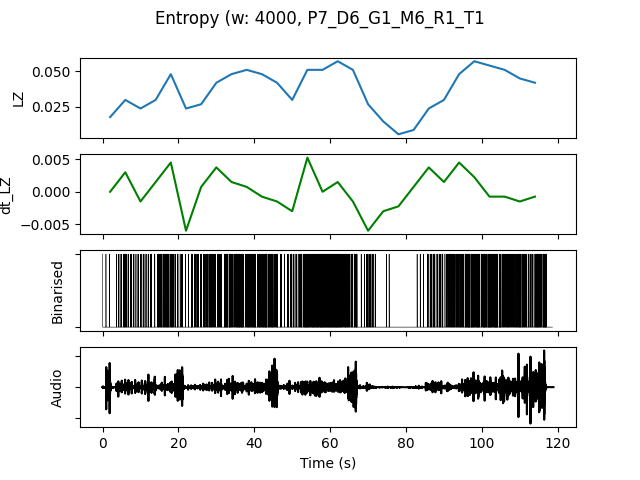 Entropy (w: 4000, P7_D6_G1_M6_R1_T1
0.050
0.025
LZ
0.005
0.000
−0.005
dt_LZ
Binarised
Audio
0 20 40 60 80 100 120
Time (s)